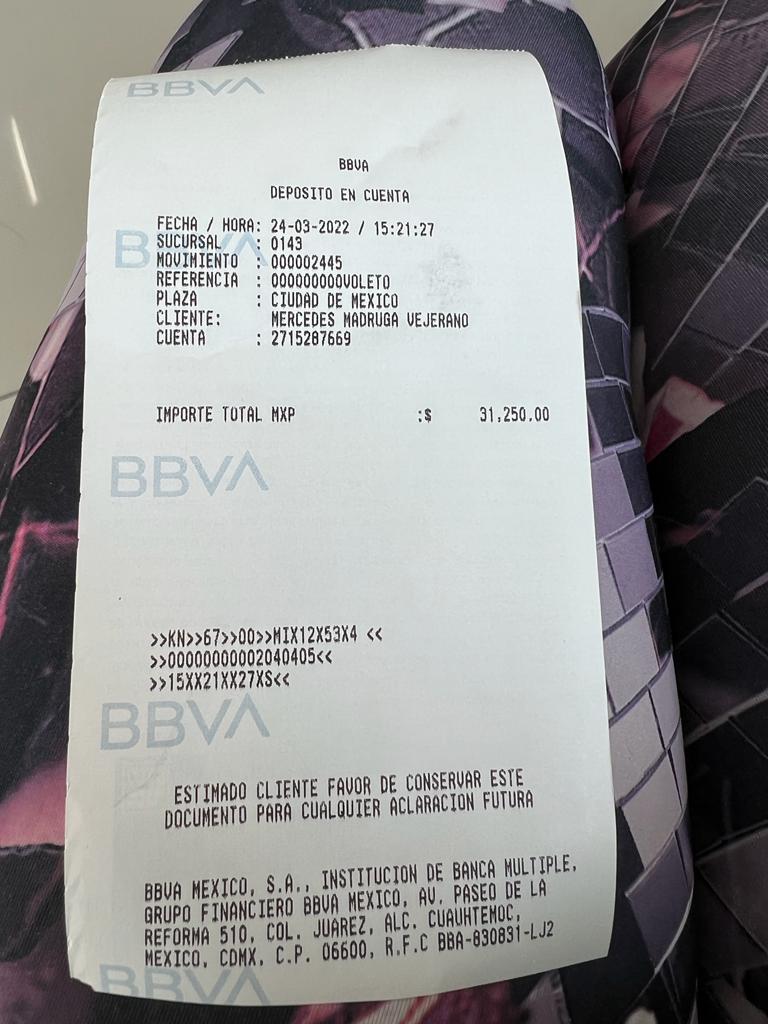 BBVA
BBVA
DEPOSITO EN CUENTA
FECHA / HORA: 24-03-2022 / 15:21:27
SUCURSAL : 0143
MOVIMIENTO : 000002445
REFERENCIA : 000000000VOLETO
PLAZA : CIUDAD DE MEXICO
CLIENTE: MERCEDES MADRUGA VEJERANO
CUENTA : 2715287669
IMPORTE TOTAL MXP :$ 31,250.00
BBVA
>>KN>>67>>00>>MIX12X53X4 <<
>>00000000002040405<<
>>15XX21XX27XS<<
BBVA
ESTIMADO CLIENTE FAVOR DE CONSERVAR ESTE
DOCUMENTO PARA CUALQUIER ACLARACION FUTURA
BBVA MEXICO, S.A., INSTITUCION DE BANCA MULTIPLE,
GRUPO FINANCIERO BBVA MEXICO, AV. PASEO DE LA
REFORMA 510, COL. JUAREZ, ALC. CUAUHTEMOC,
MEXICO, CDMX, C.P. 06600, R.F.C BBA-830831-LJ2
BBVA